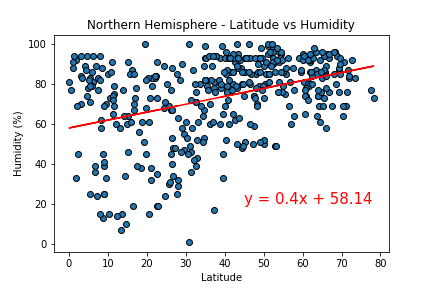 Northern Hemisphere - Latitude vs Humidity
Humidity (%)
100
80
60
40
20
0
y = 0.4x + 58.14
0 10 20 30 40 50 60 70 80
Latitude